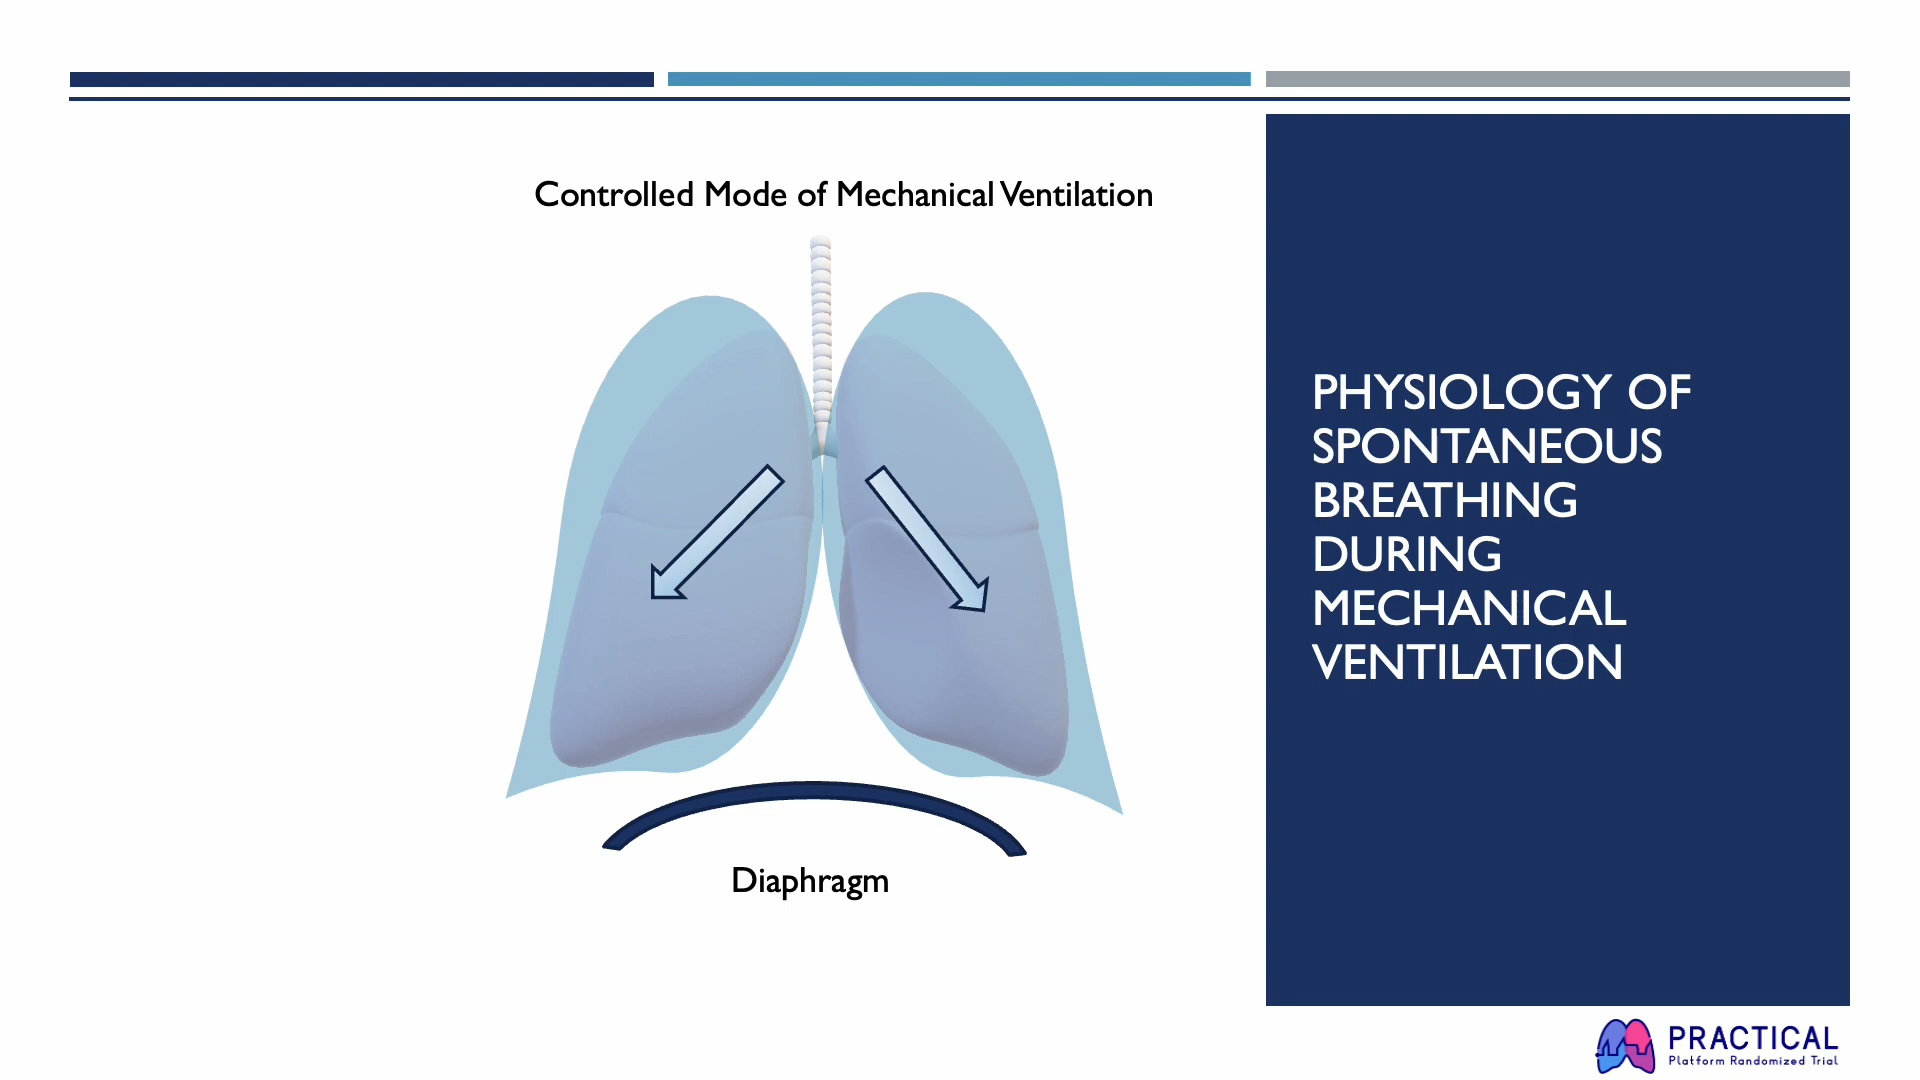 Controlled Mode of Mechanical Ventilation
Diaphragm
PHYSIOLOGY OF
SPONTANEOUS
BREATHING
DURING
MECHANICAL
VENTILATION
PRACTICAL
Platform Randomized Trial